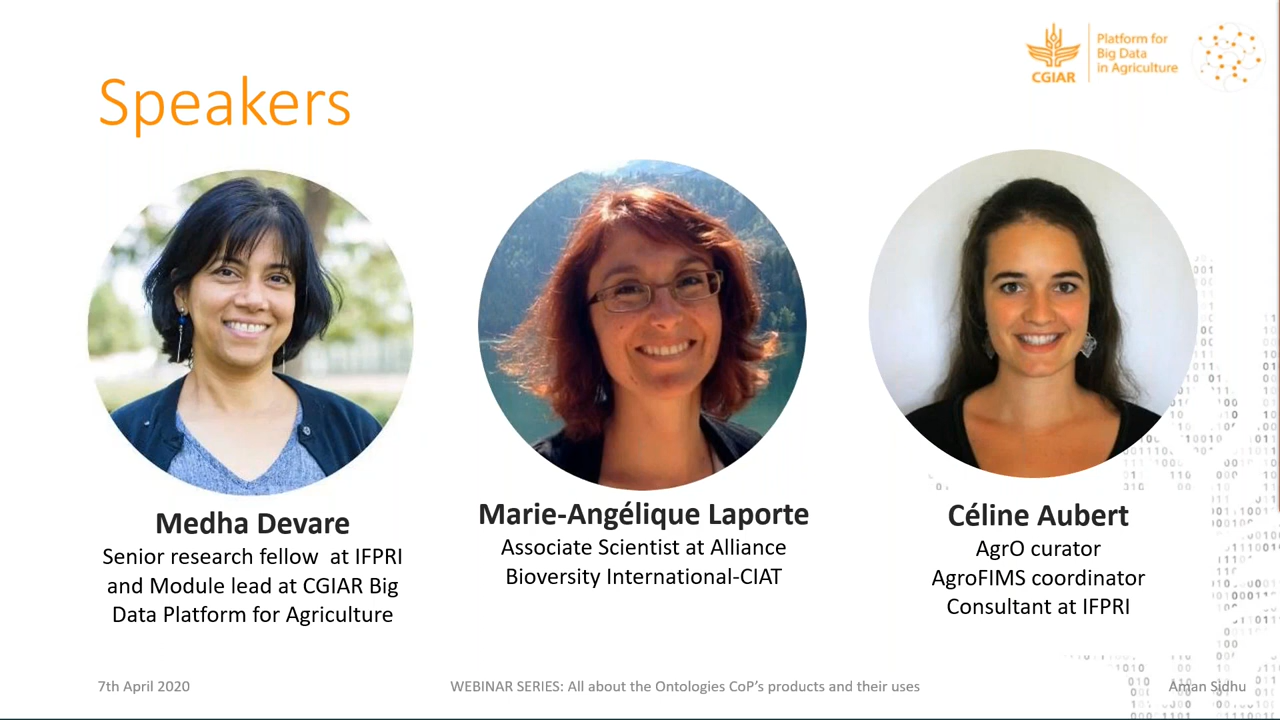 CGIAR
Platform for
Big Data
in Agriculture
Speakers
Medha Devare
Senior research fellow at IFPRI
and Module lead at CGIAR Big
Data Platform for Agriculture
Marie-Angélique Laporte
Associate Scientist at Alliance
Bioversity International-CIAT
Céline Aubert
AgrO curator
AgroFIMS coordinator
Consultant at IFPRI
7th April 2020
WEBINAR SERIES: All about the Ontologies CoP's products and their uses
Aman Sidhu